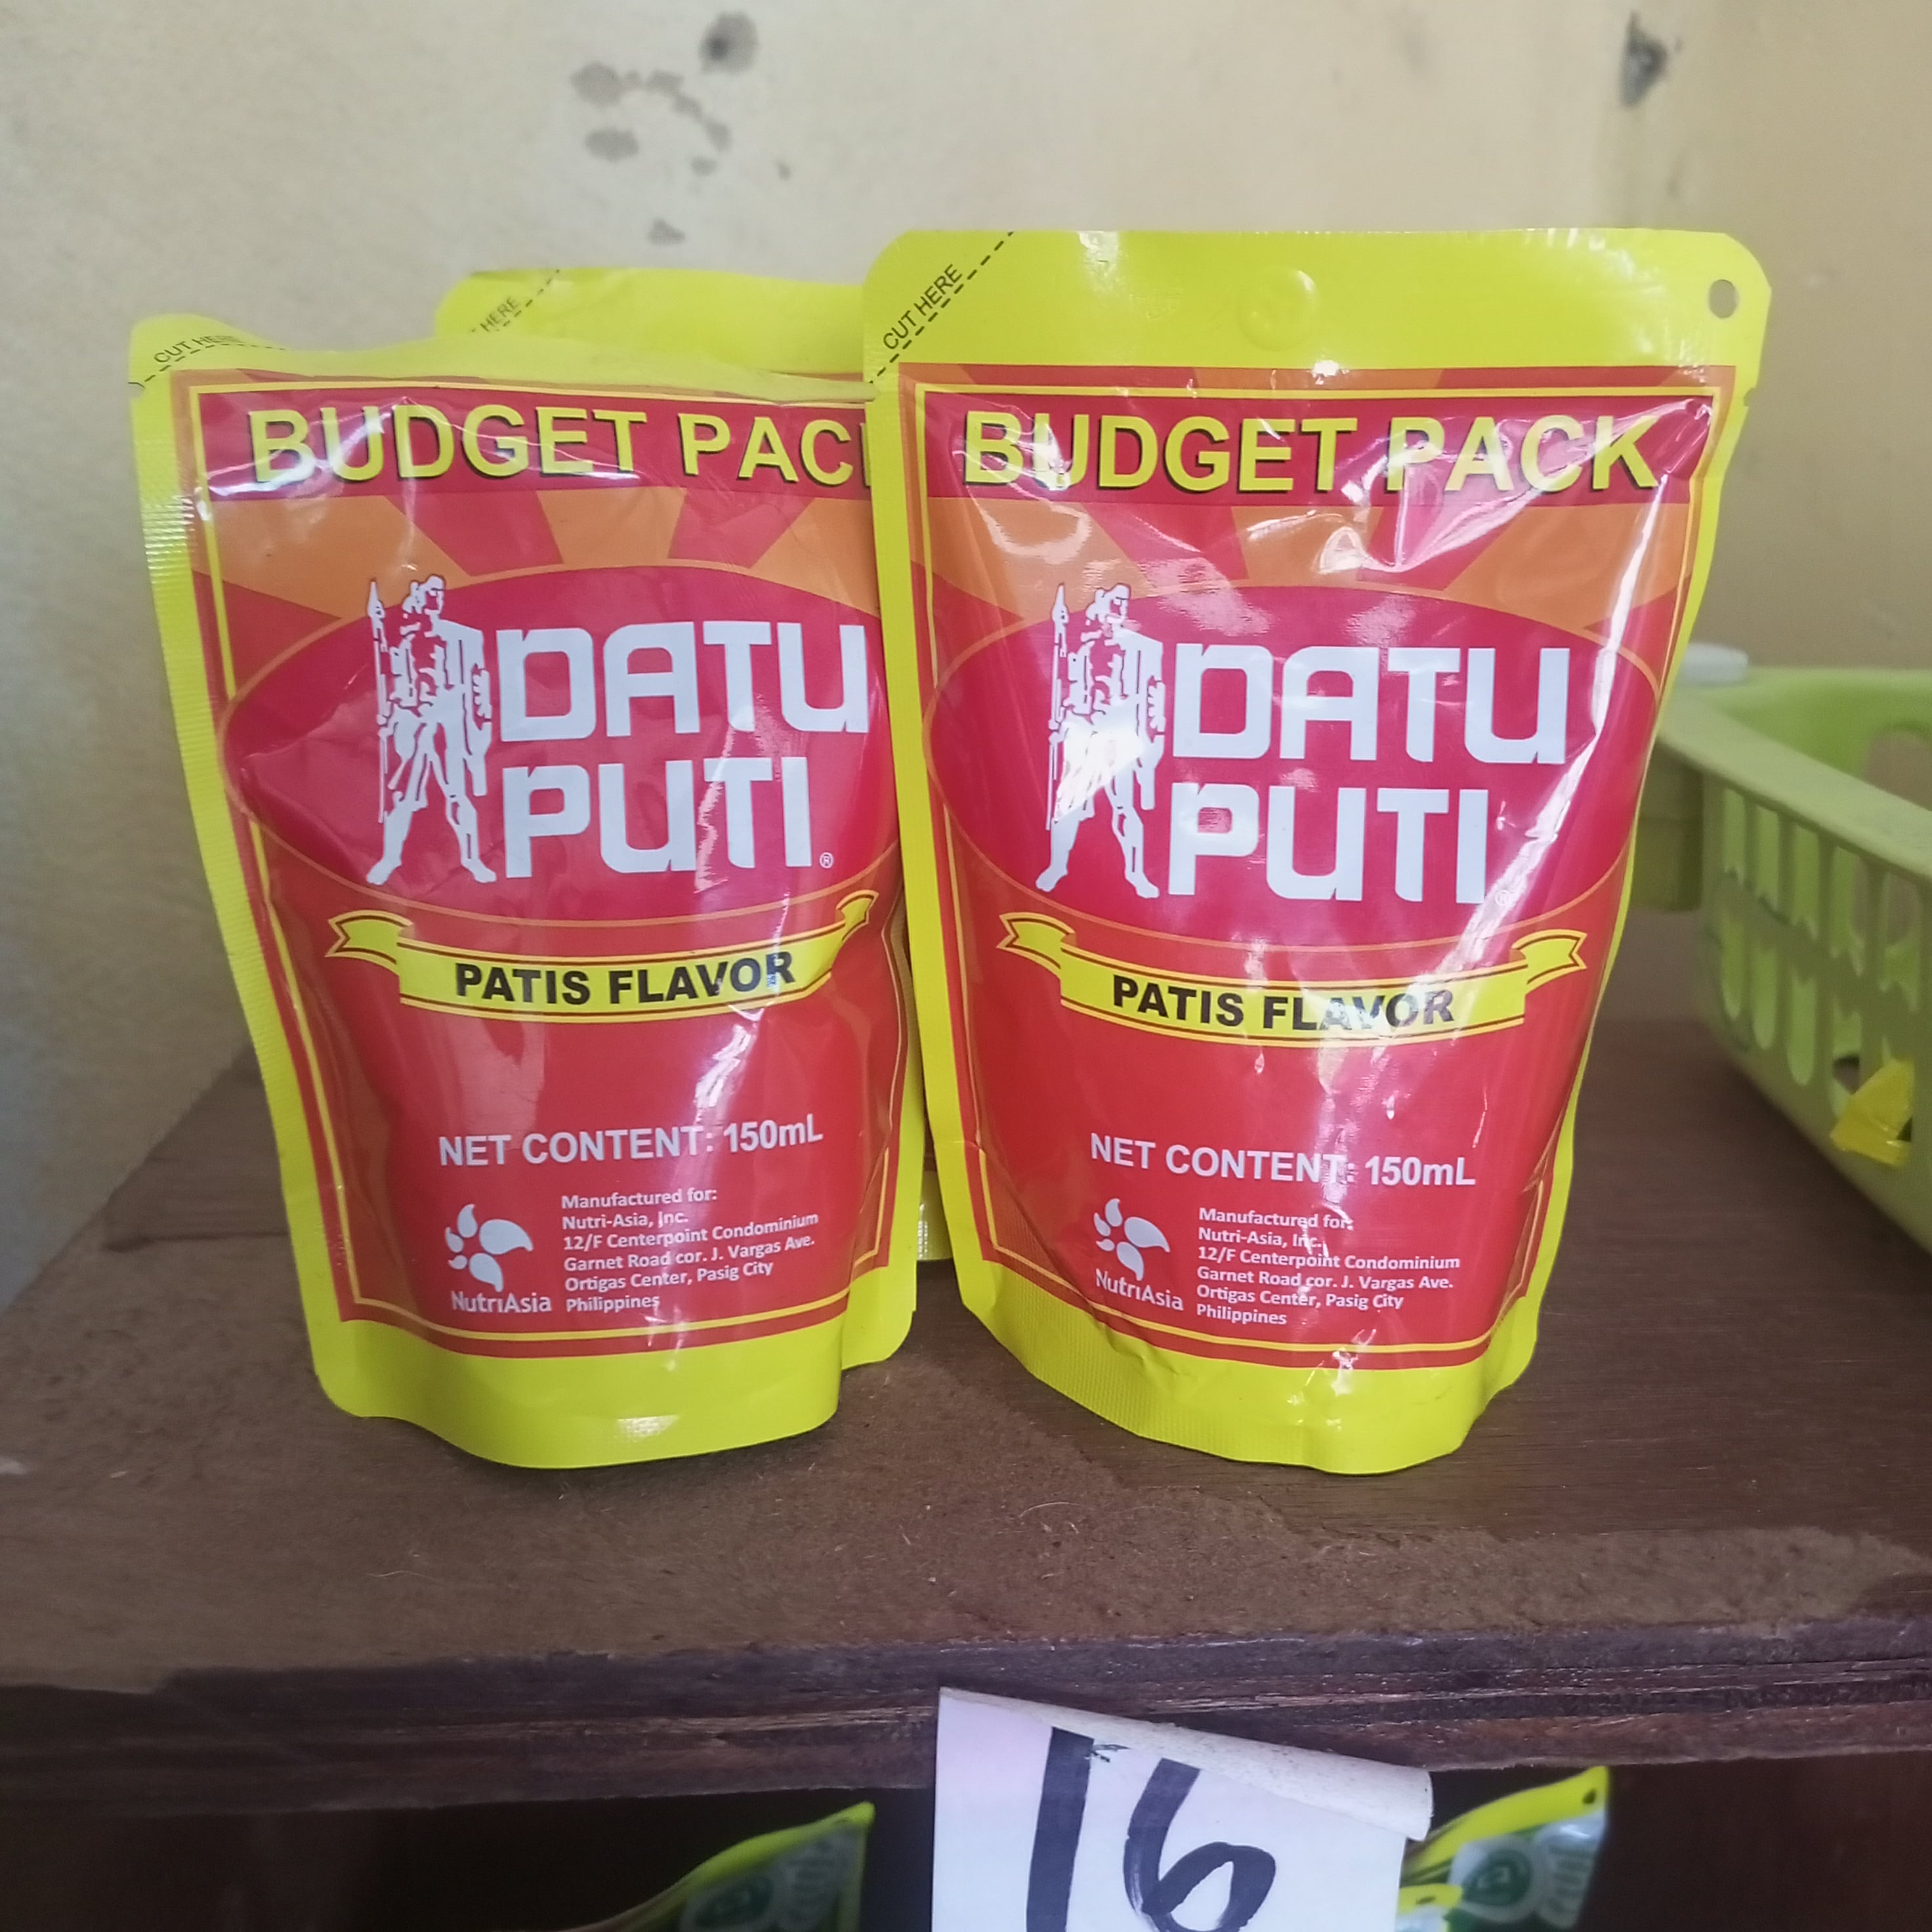 CUT HERE
BUDGET PAC
DATU
PUTI®
PATIS FLAVOR
NET CONTENT: 150mL
NutriAsia
Manufactured for:
Nutri-Asia, Inc.
12/F Centerpoint Condominium
Garnet Road cor. J. Vargas Ave.
Ortigas Center, Pasig City
Philippines
HERE
CUT HERE
BUDGET PACK
DATU
PUTI®
PATIS FLAVOR
NET CONTENT: 150mL
NutriAsia
Manufactured for:
Nutri-Asia, Inc.
12/F Centerpoint Condominium
Garnet Road cor. J. Vargas Ave.
Ortigas Center, Pasig City
Philippines
16